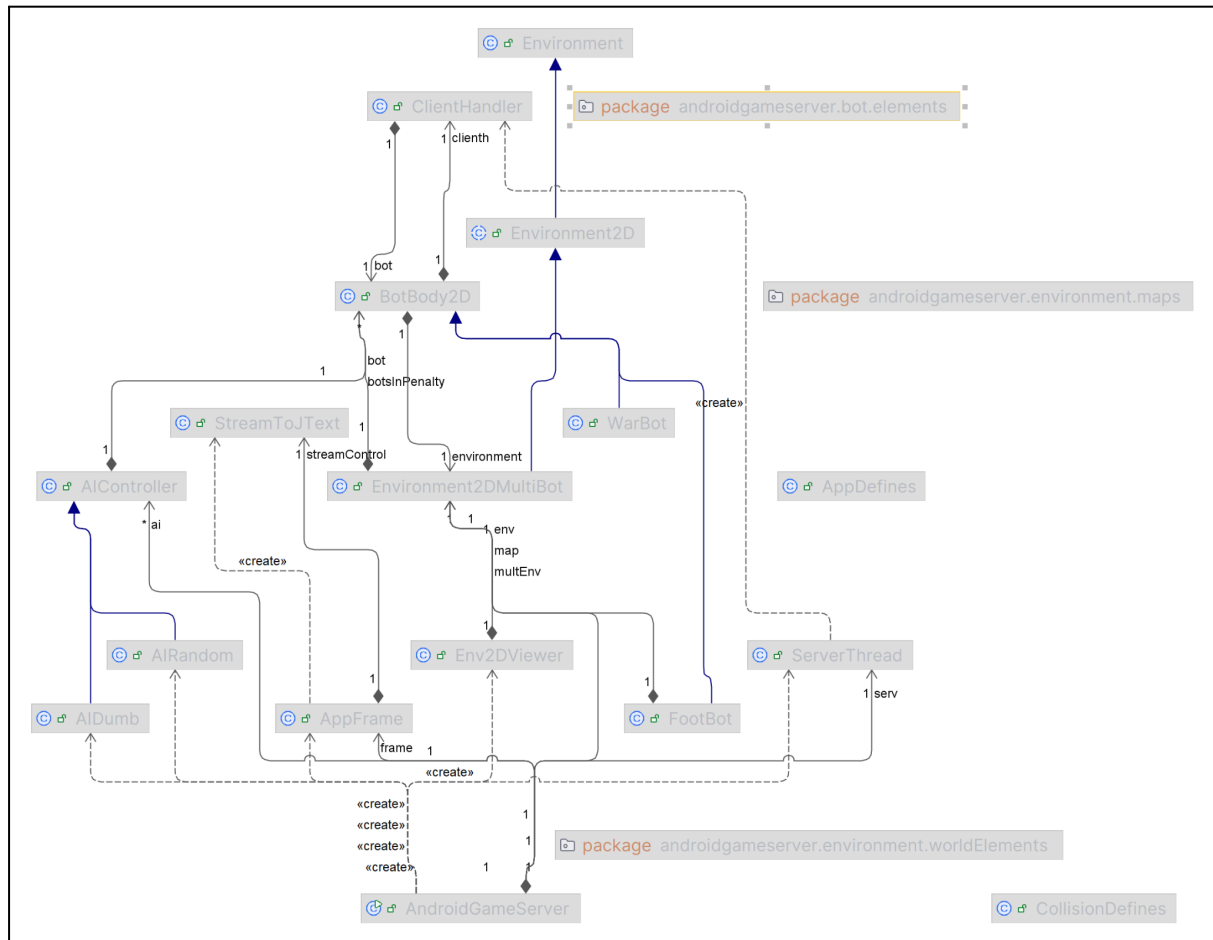 Environment
ClientHandler
package androidgameserver.bot.elements
1
1 clienth
Environment2D
1 bot
1
BotBody2D
package androidgameserver.environment.maps
*
1
bot
1
botsInPenalty
«create»
StreamToJText
WarBot
1
1 streamControl
1 environment
1
AIController
Environment2DMultiBot
AppDefines
* ai
1
1
1 env
map
«create»
multEnv
1
AIRandom
Env2DViewer
ServerThread
1
1
1 serv
AIDumb
AppFrame
FootBot
frame
1
«create»
«create»
1
«create»
«create»
1
package androidgameserver.environment.worldElements
«create»
1
1
AndroidGameServer
CollisionDefines